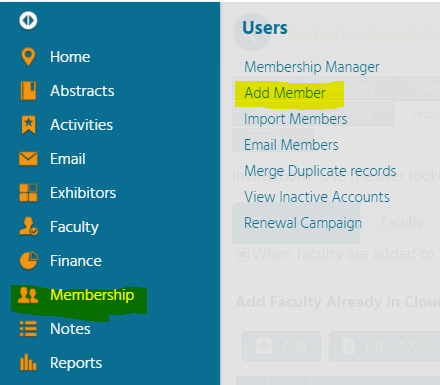 Home
Abstracts
Activities
Email
Exhibitors
Faculty
Finance
Membership
Notes
Reports
Users
Membership Manager
Add Member
Import Members
Email Members
Merge Duplicate records
View Inactive Accounts
Renewal Campaign
Faculty
When faculty are added to
Add Faculty Already in Clou
Add
Export XLS